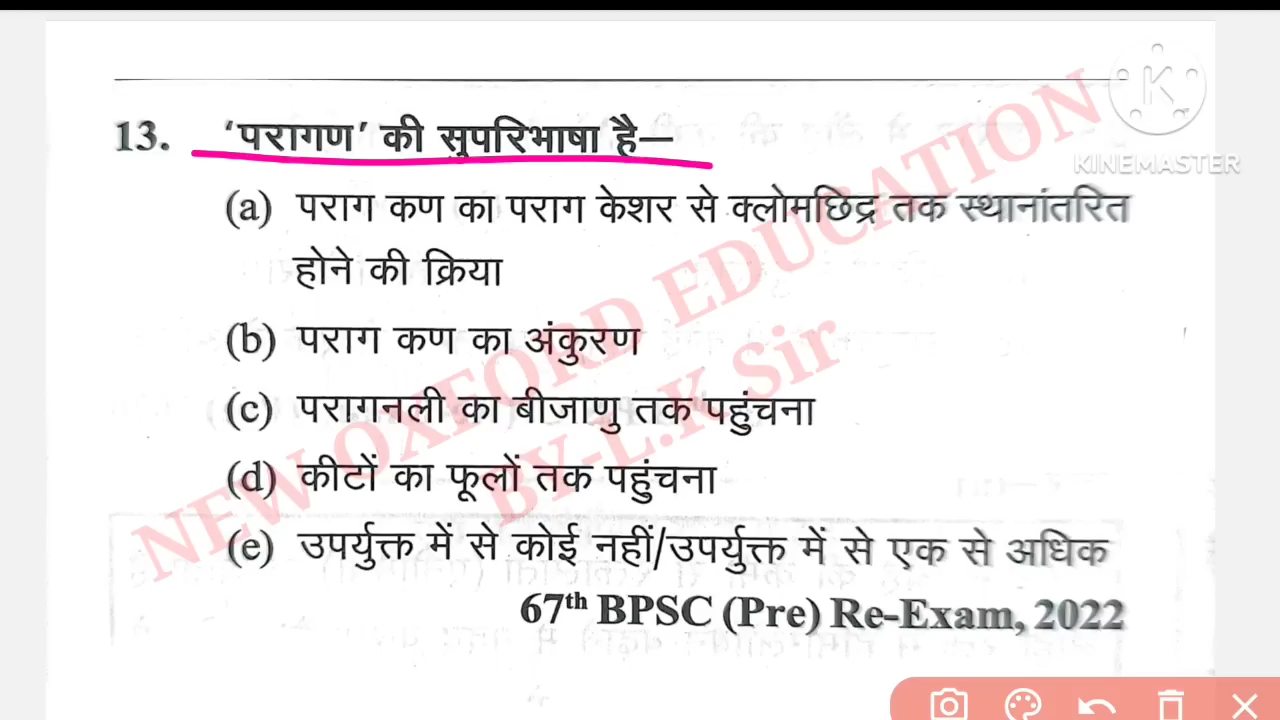 13. 'परागण' की सुपरिभाषा है–
(a) पराग कण का पराग केशर से क्लोमछिद्र तक स्थानांतरित
होने की क्रिया
(b) पराग कण का अंकुरण
(c) परागनली का बीजाणु तक पहुंचना
(d) कीटों का फूलों तक पहुंचना
(e) उपर्युक्त में से कोई नहीं/उपर्युक्त में से एक से अधिक
67th BPSC (Pre) Re-Exam, 2022
NEW OXFORD EDUCATION
BY-L.K Sir
K
KINEMASTER